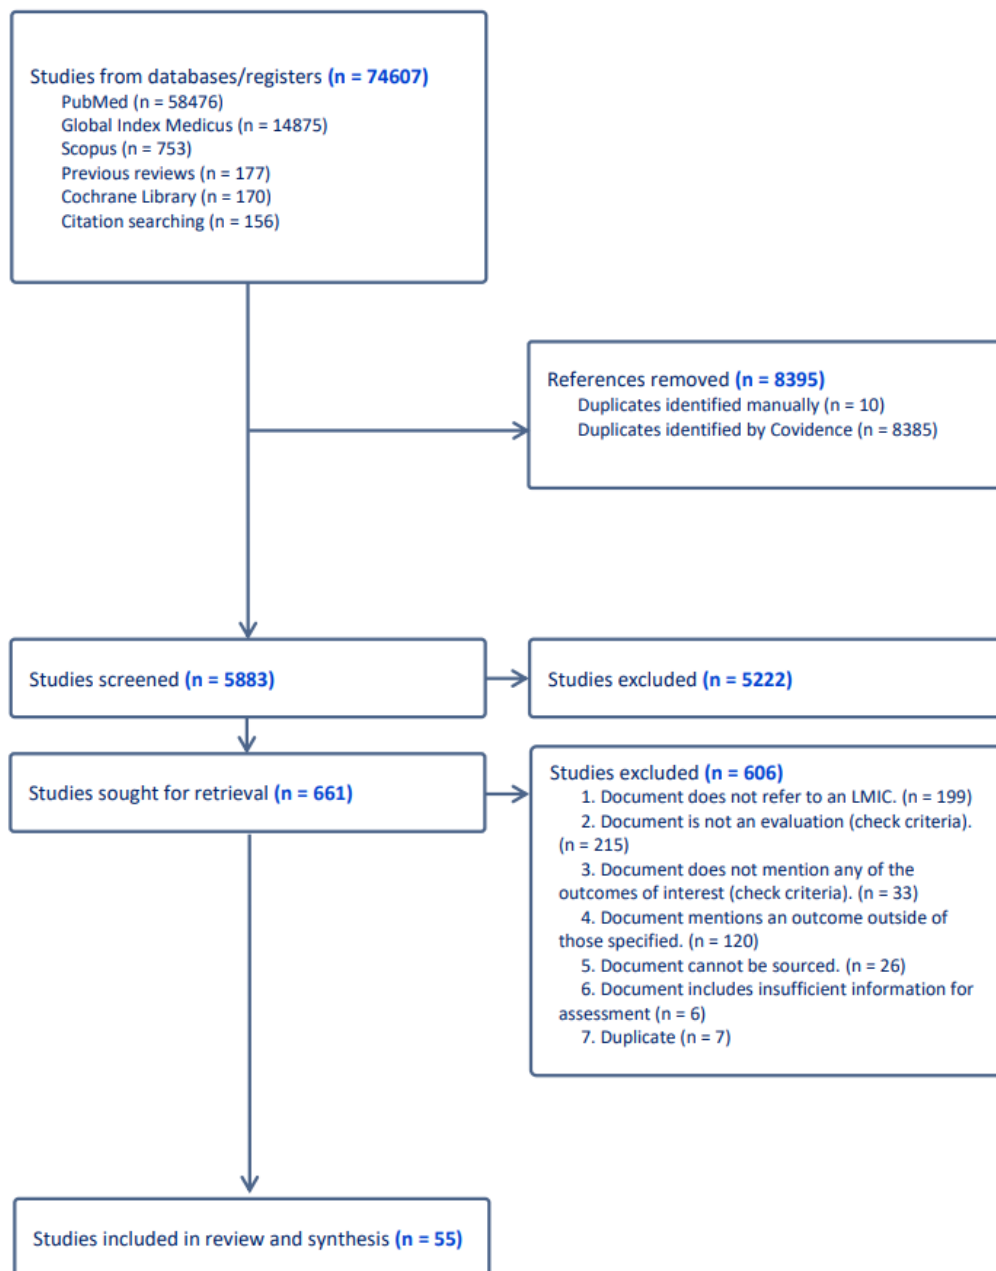 Studies from databases/registers (n = 74607)
PubMed (n = 58476)
Global Index Medicus (n = 14875)
Scopus (n = 753)
Previous reviews (n = 177)
Cochrane Library (n = 170)
Citation searching (n = 156)
References removed (n = 8395)
Duplicates identified manually (n = 10)
Duplicates identified by Covidence (n = 8385)
Studies screened (n = 5883)
Studies excluded (n = 5222)
Studies sought for retrieval (n = 661)
Studies excluded (n = 606)
1. Document does not refer to an LMIC. (n = 199)
2. Document is not an evaluation (check criteria).
(n = 215)
3. Document does not mention any of the
outcomes of interest (check criteria). (n = 33)
4. Document mentions an outcome outside of
those specified. (n = 120)
5. Document cannot be sourced. (n = 26)
6. Document includes insufficient information for
assessment (n = 6)
7. Duplicate (n = 7)
Studies included in review and synthesis (n = 55)